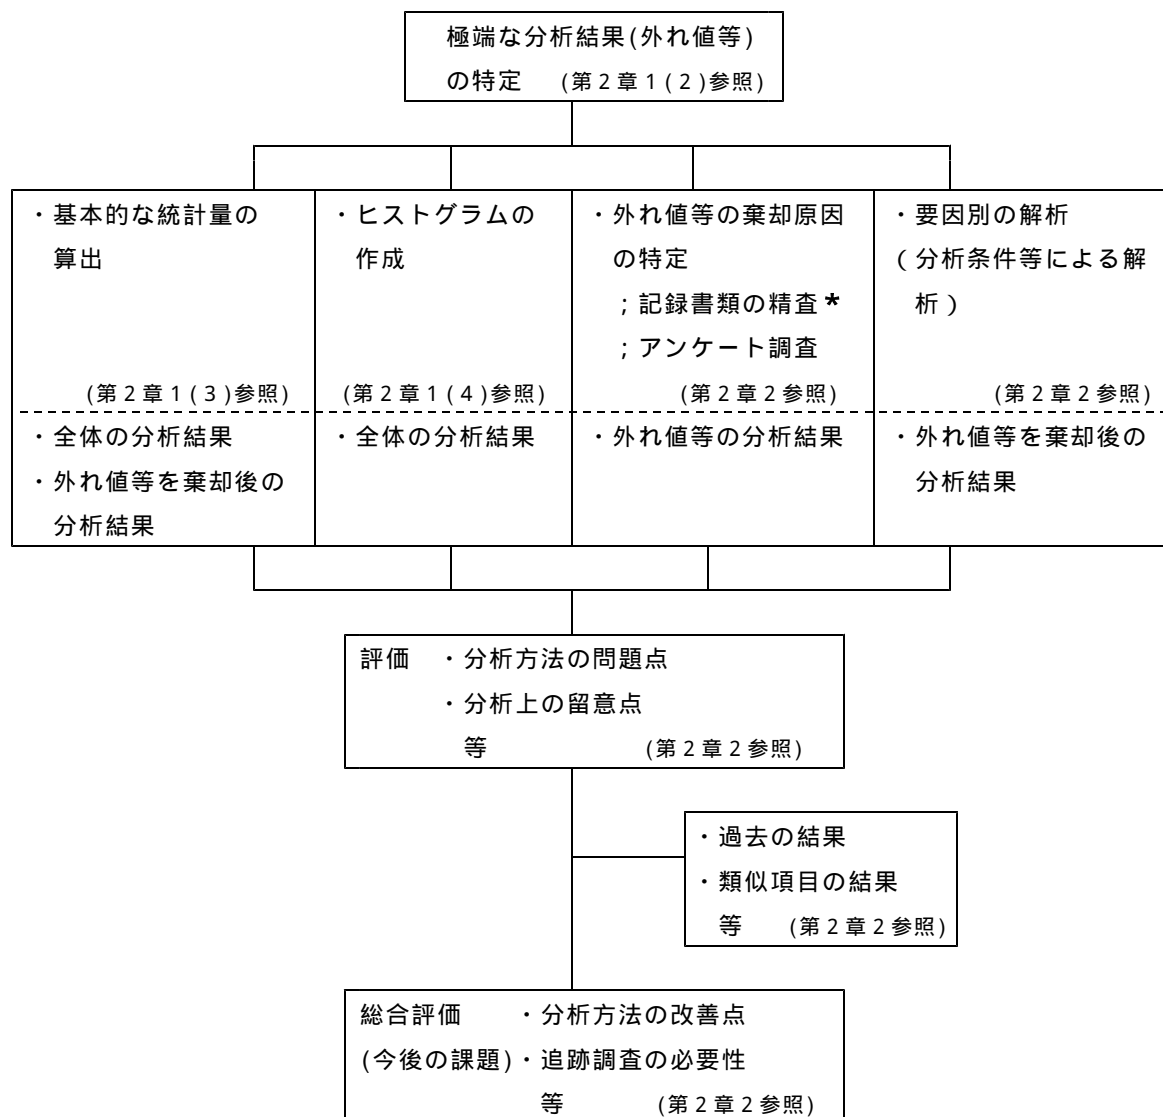 極端な分析結果(外れ値等)
の特定 (第2章1(2)参照)
・基本的な統計量の
算出
(第2章1(3)参照)
・全体の分析結果
・外れ値等を棄却後の
分析結果
・ヒストグラムの
作成
(第2章1(4)参照)
・全体の分析結果
・外れ値等の棄却原因
の特定
;記録書類の精査*
;アンケート調査
(第2章2参照)
・外れ値等の分析結果
・要因別の解析
(分析条件等による解
析)
(第2章2参照)
・外れ値等を棄却後の
分析結果
評価 ・分析方法の問題点
・分析上の留意点
等 (第2章2参照)
・過去の結果
・類似項目の結果
等 (第2章2参照)
総合評価 ・分析方法の改善点
(今後の課題)・追跡調査の必要性
等 (第2章2参照)